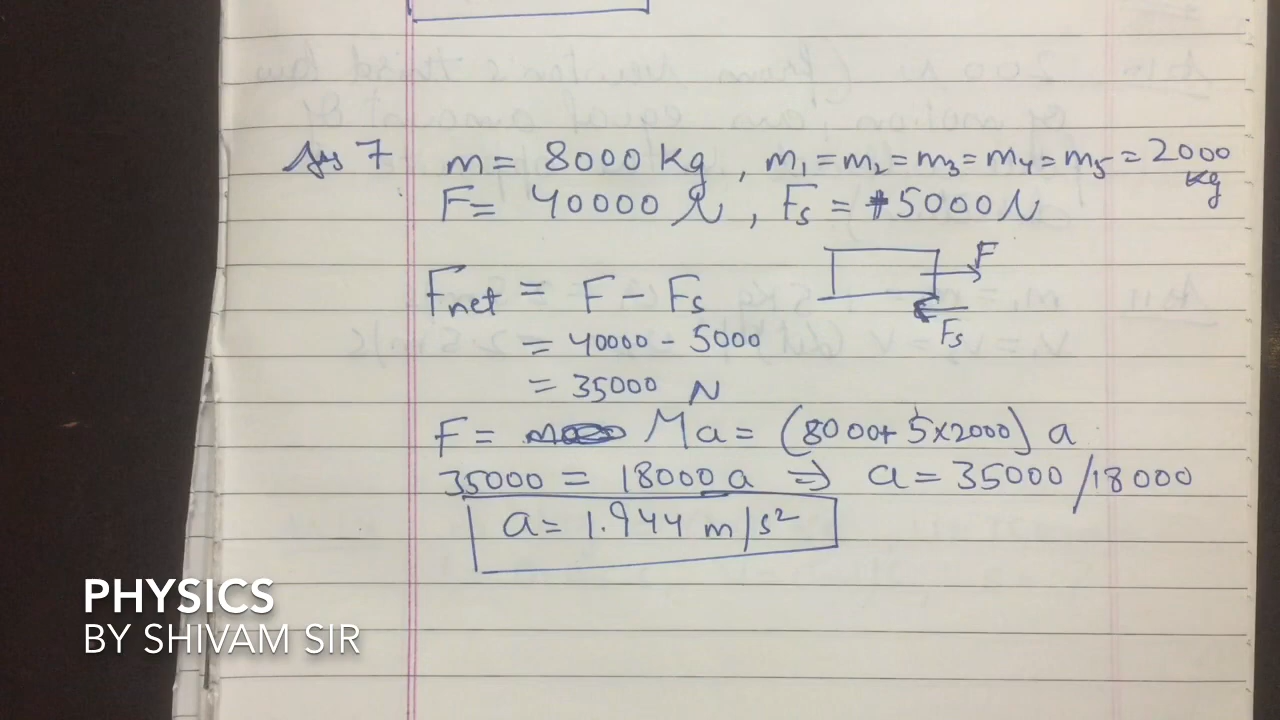 Ans 7 m = 8000 Kg , m₁ = m₂ = m₃ = m₄ = m₅ = 2000 Kg
F = 40000 N , Fs = +5000 N
Fnet = F - Fs
F
Fs
= 40000 - 5000
= 35000 N
F = Ma = (8000 + 5×2000) a
35000 = 18000 a ⇒ a = 35000/18000
a = 1.944 m/s²
PHYSICS
BY SHIVAM SIR